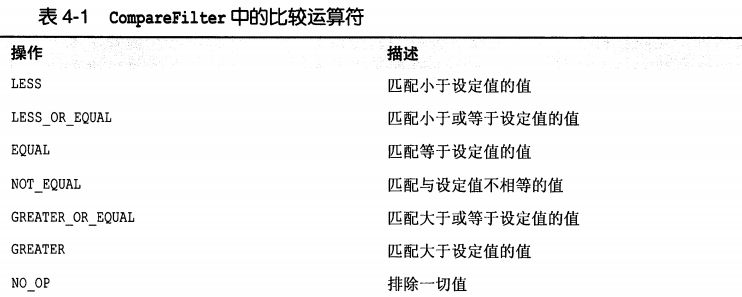 表 4-1 CompareFilter 中的比较运算符
操作 描述
LESS 匹配小于设定值的值
LESS_OR_EQUAL 匹配小于或等于设定值的值
EQUAL 匹配等于设定值的值
NOT_EQUAL 匹配与设定值不相等的值
GREATER_OR_EQUAL 匹配大于或等于设定值的值
GREATER 匹配大于设定值的值
NO_OP 排除一切值